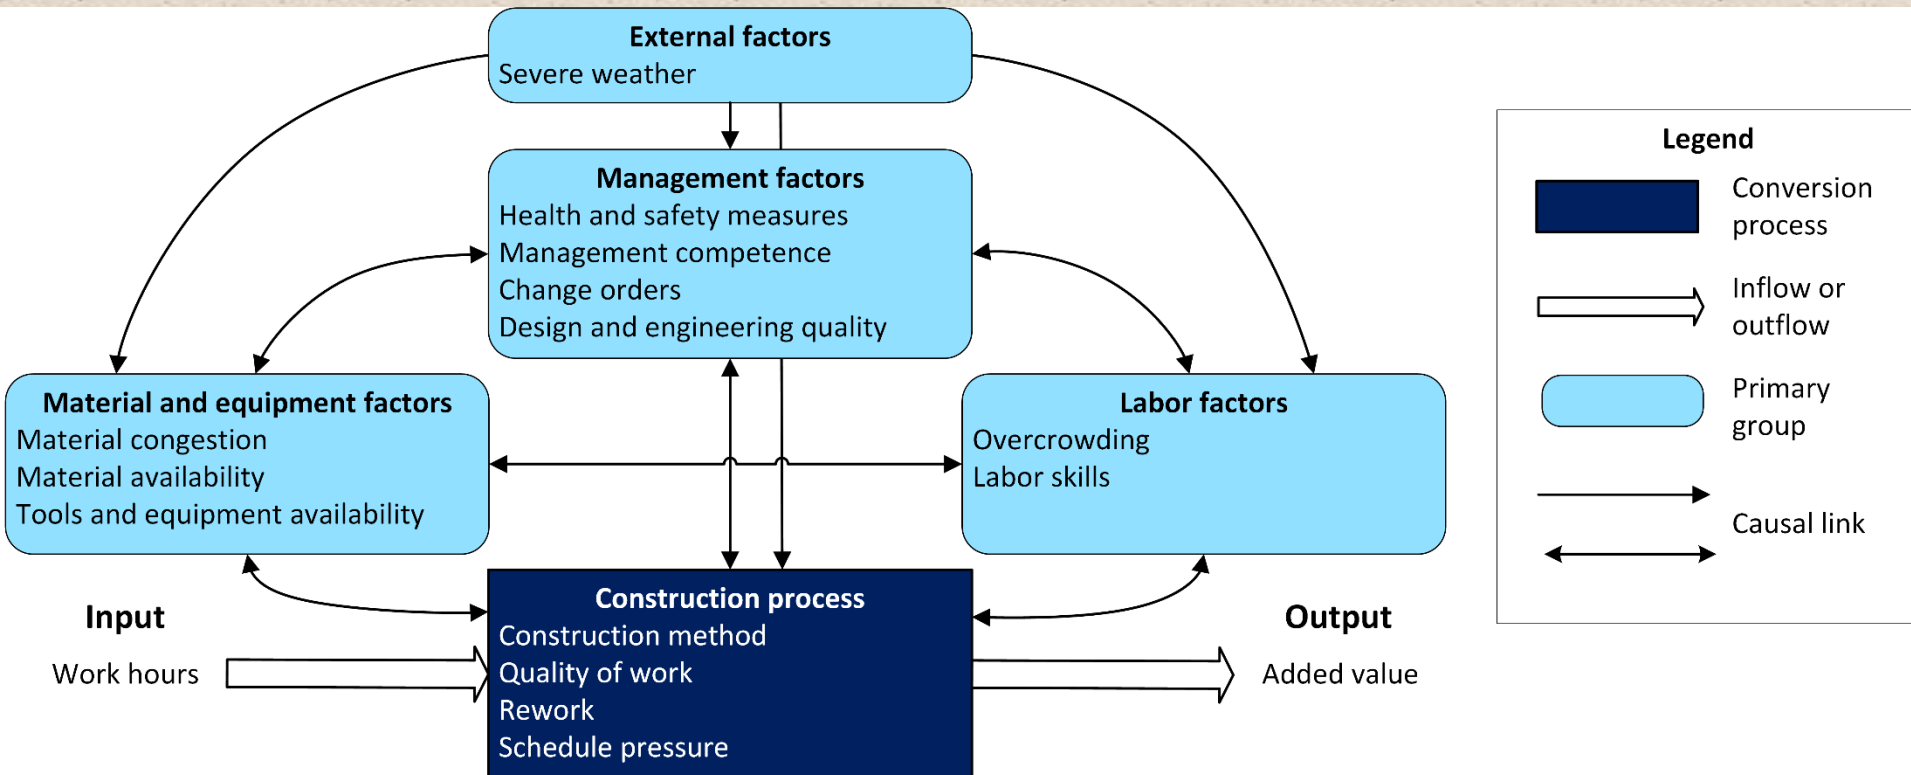 External factors
Severe weather
Management factors
Health and safety measures
Management competence
Change orders
Design and engineering quality
Material and equipment factors
Material congestion
Material availability
Tools and equipment availability
Labor factors
Overcrowding
Labor skills
Input
Work hours
Construction process
Construction method
Quality of work
Rework
Schedule pressure
Output
Added value
Legend
Conversion
process
Inflow or
outflow
Primary
group
Causal link